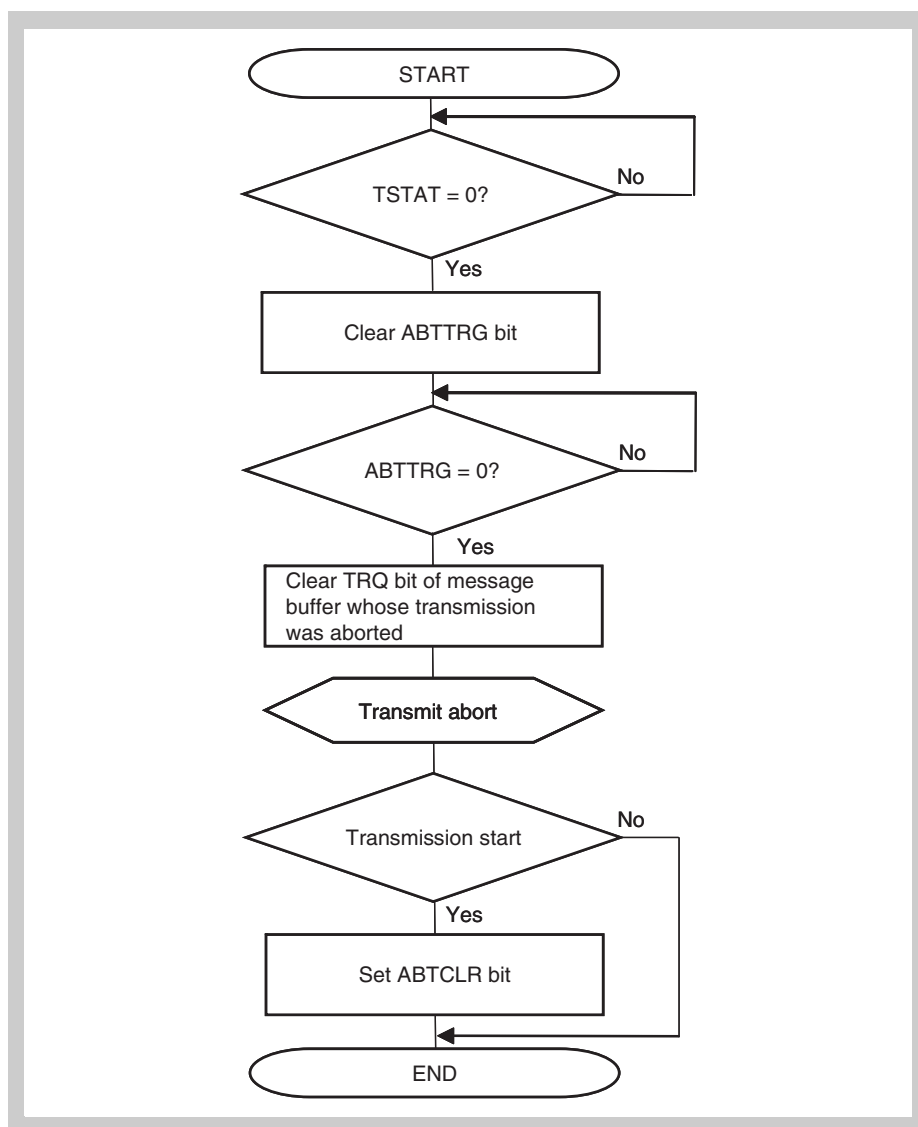 START
TSTAT = 0?
No
Yes
Clear ABTTRG bit
ABTTRG = 0?
No
Yes
Clear TRQ bit of message
buffer whose transmission
was aborted
Transmit abort
Transmission start
No
Yes
Set ABTCLR bit
END